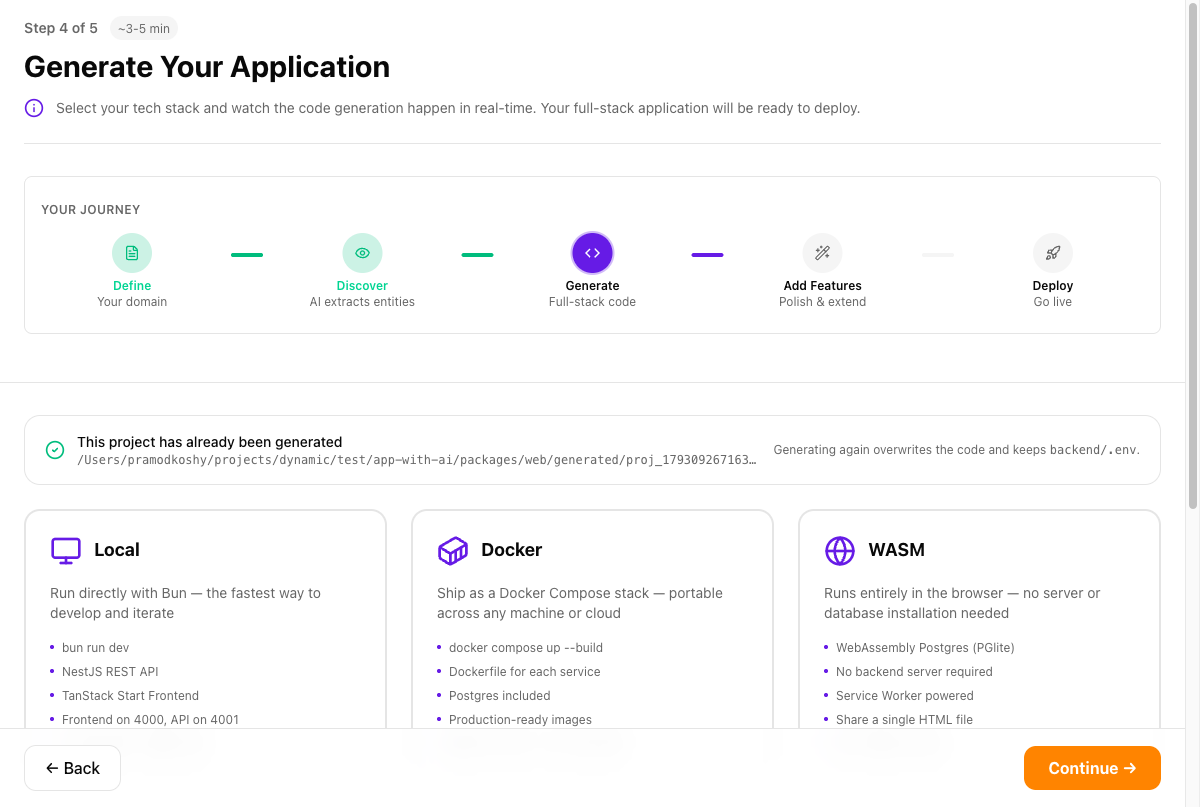 Step 4 of 5 ~3-5 min
Generate Your Application
Select your tech stack and watch the code generation happen in real-time. Your full-stack application will be ready to deploy.
YOUR JOURNEY
Define
Your domain
Discover
AI extracts entities
Generate
Full-stack code
Add Features
Polish & extend
Deploy
Go live
This project has already been generated
/Users/pramodkoshy/projects/dynamic/test/app-with-ai/packages/web/generated/proj_179309267163…
Generating again overwrites the code and keeps backend/.env.
Local
Run directly with Bun — the fastest way to
develop and iterate
• bun run dev
• NestJS REST API
• TanStack Start Frontend
• Frontend on 4000, API on 4001
Docker
Ship as a Docker Compose stack — portable
across any machine or cloud
• docker compose up --build
• Dockerfile for each service
• Postgres included
• Production-ready images
WASM
Runs entirely in the browser — no server or
database installation needed
• WebAssembly Postgres (PGlite)
• No backend server required
• Service Worker powered
• Share a single HTML file
← Back
Continue →